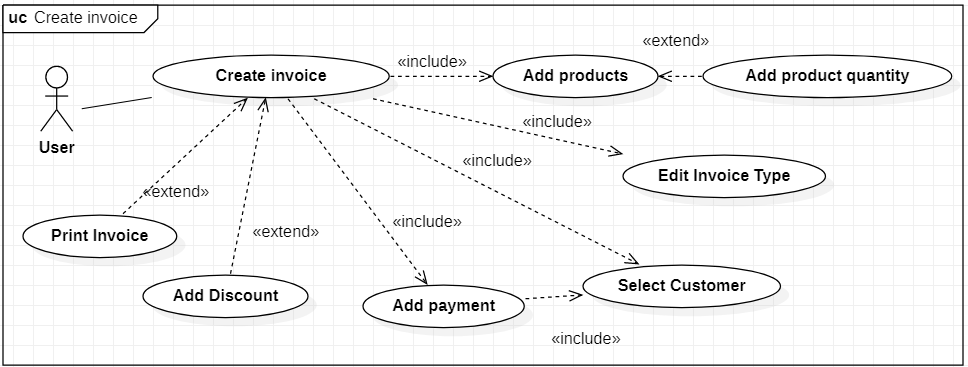 uc Create invoice
«extend»
«include»
Create invoice
Add products
Add product quantity
«include»
User
«include»
Edit Invoice Type
«extend»
«include»
«extend»
Print Invoice
Select Customer
Add Discount
Add payment
«include»